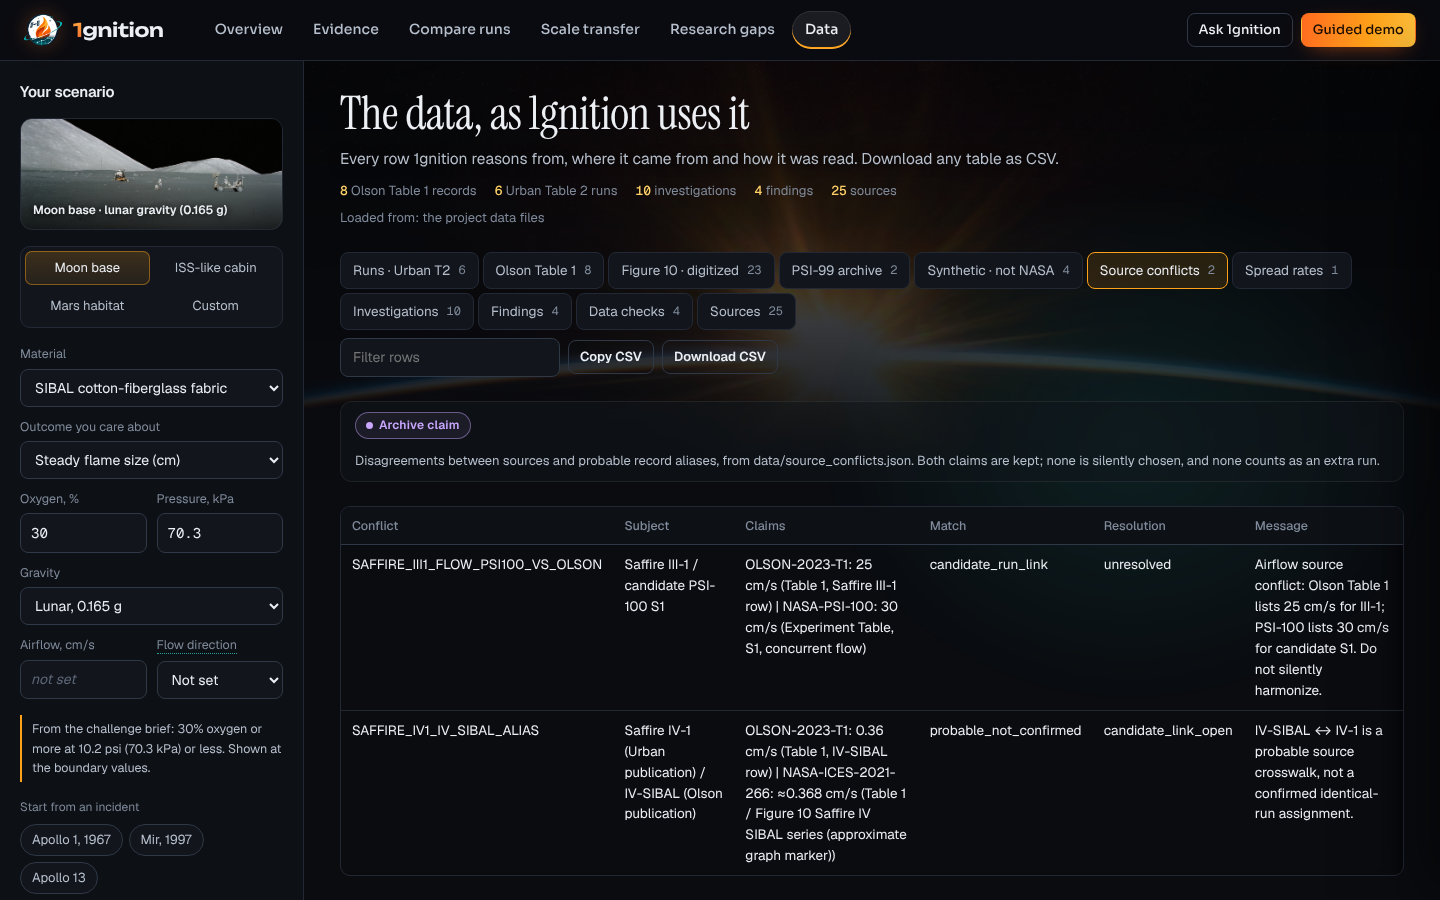 1gnition
Overview
Evidence
Compare runs
Scale transfer
Research gaps
Data
Ask 1gnition
Guided demo
Your scenario
Moon base · lunar gravity (0.165 g)
Moon base
ISS-like cabin
Mars habitat
Custom
Material
SIBAL cotton-fiberglass fabric
Outcome you care about
Steady flame size (cm)
Oxygen, %
Pressure, kPa
30
70.3
Gravity
Lunar, 0.165 g
Airflow, cm/s
Flow direction
not set
Not set
From the challenge brief: 30% oxygen or
more at 10.2 psi (70.3 kPa) or less. Shown at
the boundary values.
Start from an incident
Apollo 1, 1967
Mir, 1997
Apollo 13
The data, as 1gnition uses it
Every row 1gnition reasons from, where it came from and how it was read. Download any table as CSV.
8 Olson Table 1 records
6 Urban Table 2 runs
10 investigations
4 findings
25 sources
Loaded from: the project data files
Runs · Urban T2 6
Olson Table 1 8
Figure 10 · digitized 23
PSI-99 archive 2
Synthetic · not NASA 4
Source conflicts 2
Spread rates 1
Investigations 10
Findings 4
Data checks 4
Sources 25
Filter rows
Copy CSV
Download CSV
Archive claim
Disagreements between sources and probable record aliases, from data/source_conflicts.json. Both claims are kept; none is silently chosen, and none counts as an extra run.
Conflict
Subject
Claims
Match
Resolution
Message
SAFFIRE_III1_FLOW_PSI100_VS_OLSON
Saffire III-1 /
candidate PSI-
100 S1
OLSON-2023-T1: 25
cm/s (Table 1, Saffire III-1
row) | NASA-PSI-100: 30
cm/s (Experiment Table,
S1, concurrent flow)
candidate_run_link
unresolved
Airflow source
conflict: Olson Table 1
lists 25 cm/s for III-1;
PSI-100 lists 30 cm/s
for candidate S1. Do
not silently
harmonize.
SAFFIRE_IV1_IV_SIBAL_ALIAS
Saffire IV-1
(Urban
publication) /
IV-SIBAL (Olson
publication)
OLSON-2023-T1: 0.36
cm/s (Table 1, IV-SIBAL
row) | NASA-ICES-2021-
266: ≈0.368 cm/s (Table 1
/ Figure 10 Saffire IV
SIBAL series (approximate
graph marker))
probable_not_confirmed
candidate_link_open
IV-SIBAL ↔ IV-1 is a
probable source
crosswalk, not a
confirmed identical-
run assignment.